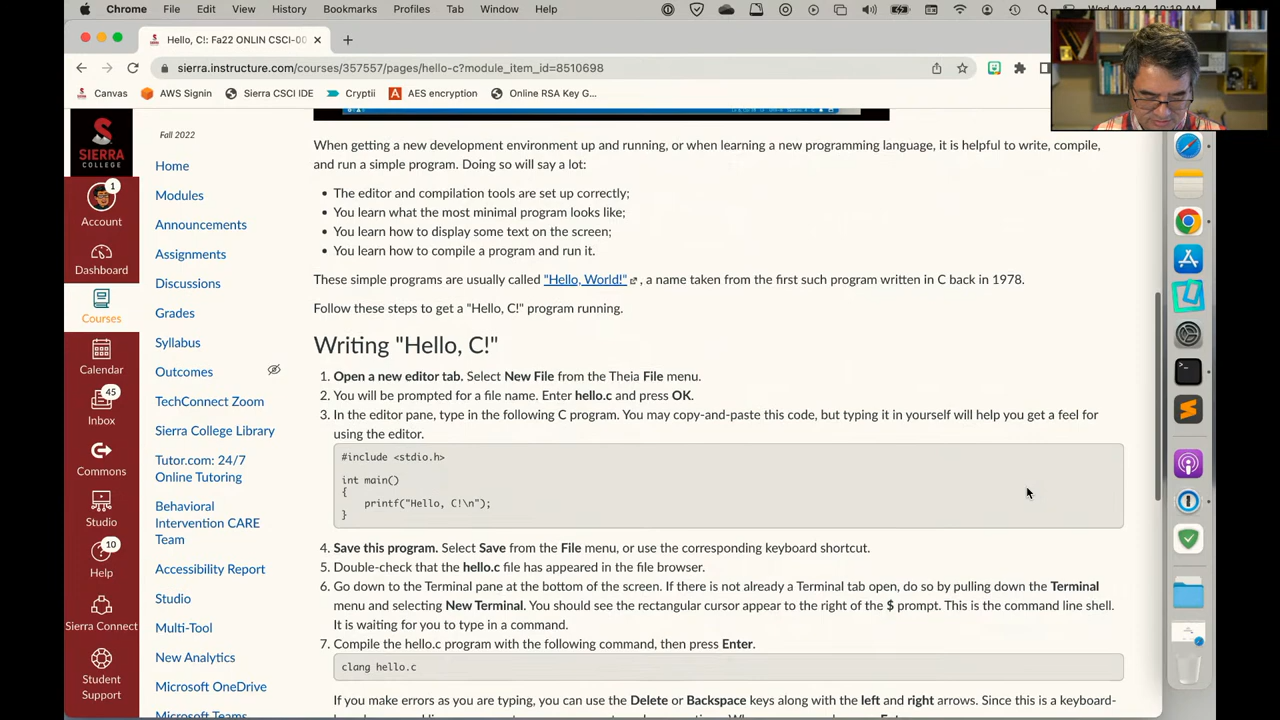 Chrome File Edit View History Bookmarks Profiles Tab Window Help
Hello, C!: Fa22 ONLIN CSCI-00
sierra.instructure.com/courses/357557/pages/hello-c?module_item_id=8510698
Canvas AWS Signin Sierra CSCI IDE Cryptii AES encryption Online RSA Key G...
SIERRA
COLLEGE
1
Account
Dashboard
Courses
Calendar
45
Inbox
Commons
Studio
10
Help
Sierra Connect
Student
Support
Fall 2022
Home
Modules
Announcements
Assignments
Discussions
Grades
Syllabus
Outcomes
TechConnect Zoom
Sierra College Library
Tutor.com: 24/7
Online Tutoring
Behavioral
Intervention CARE
Team
Accessibility Report
Studio
Multi-Tool
New Analytics
Microsoft OneDrive
Microsoft Teams
When getting a new development environment up and running, or when learning a new programming language, it is helpful to write, compile,
and run a simple program. Doing so will say a lot:
• The editor and compilation tools are set up correctly;
• You learn what the most minimal program looks like;
• You learn how to display some text on the screen;
• You learn how to compile a program and run it.
These simple programs are usually called "Hello, World!" , a name taken from the first such program written in C back in 1978.
Follow these steps to get a "Hello, C!" program running.
Writing "Hello, C!"
1. Open a new editor tab. Select New File from the Theia File menu.
2. You will be prompted for a file name. Enter hello.c and press OK.
3. In the editor pane, type in the following C program. You may copy-and-paste this code, but typing it in yourself will help you get a feel for
using the editor.
#include <stdio.h>
int main()
{
printf("Hello, C!\n");
}
4. Save this program. Select Save from the File menu, or use the corresponding keyboard shortcut.
5. Double-check that the hello.c file has appeared in the file browser.
6. Go down to the Terminal pane at the bottom of the screen. If there is not already a Terminal tab open, do so by pulling down the Terminal
menu and selecting New Terminal. You should see the rectangular cursor appear to the right of the $ prompt. This is the command line shell.
It is waiting for you to type in a command.
7. Compile the hello.c program with the following command, then press Enter.
clang hello.c
If you make errors as you are typing, you can use the Delete or Backspace keys along with the left and right arrows. Since this is a keyboard-